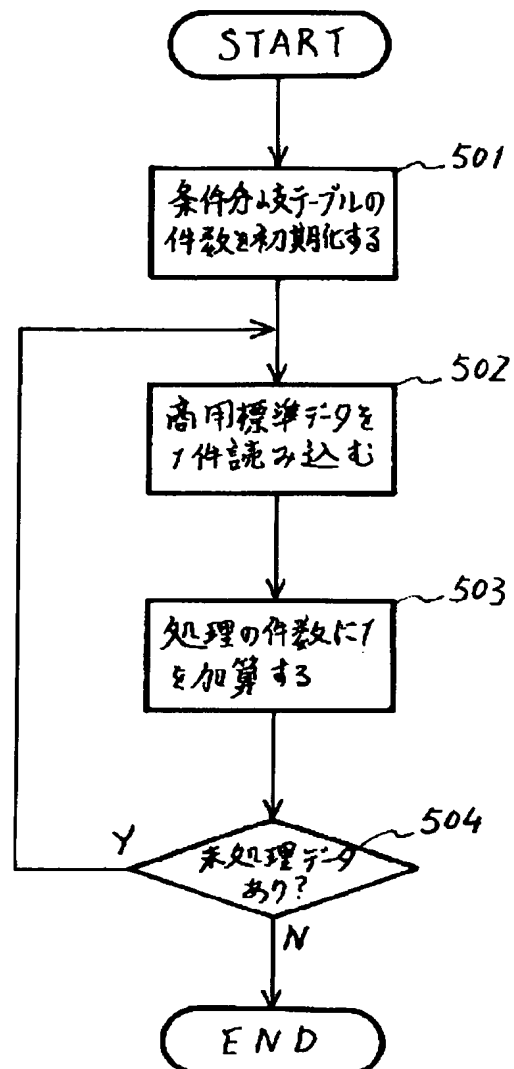 START
501
条件分岐テーブルの
件数を初期化する
502
商用標準データを
1件読み込む
503
処理の件数に1
を加算する
504
未処理データ
あり?
Y
N
END